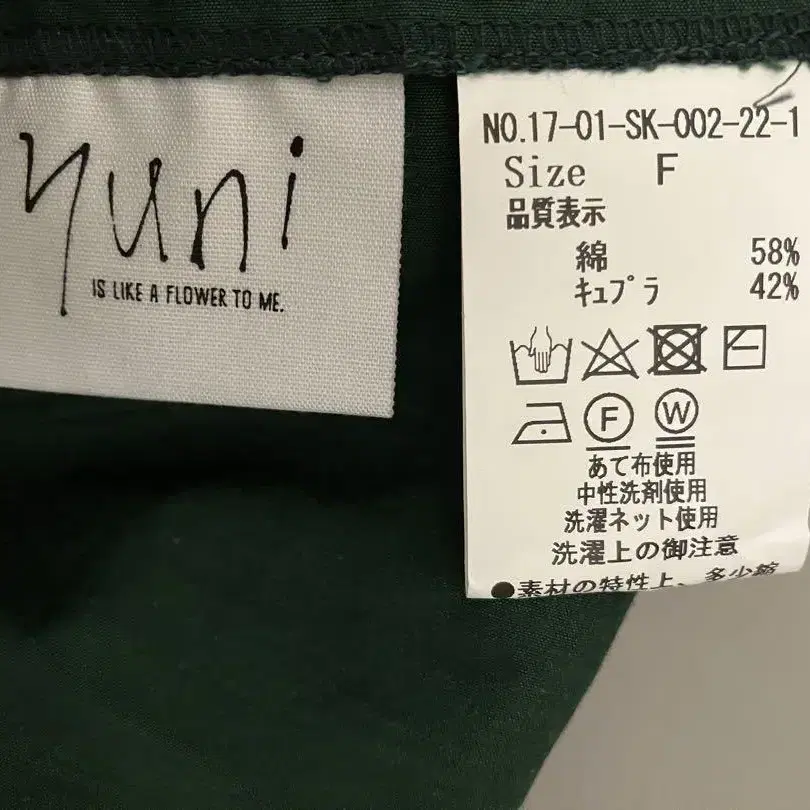 yuni
IS LIKE A FLOWER TO ME.
NO.17-01-SK-002-22-1
Size F
品質表示
綿 58%
キュプラ 42%
F W
あて布使用
中性洗剤使用
洗濯ネット使用
洗濯上の御注意
●素材の特性上、多少縮